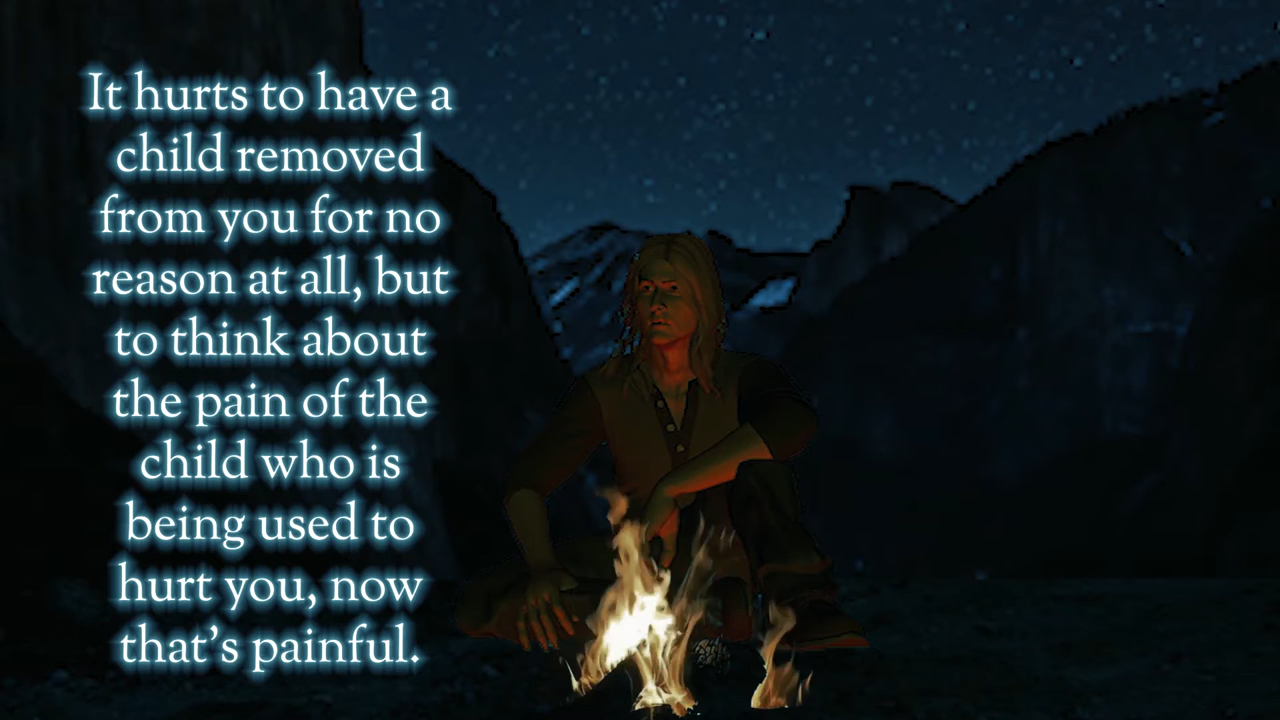 It hurts to have a
child removed
from you for no
reason at all, but
to think about
the pain of the
child who is
being used to
hurt you, now
that’s painful.